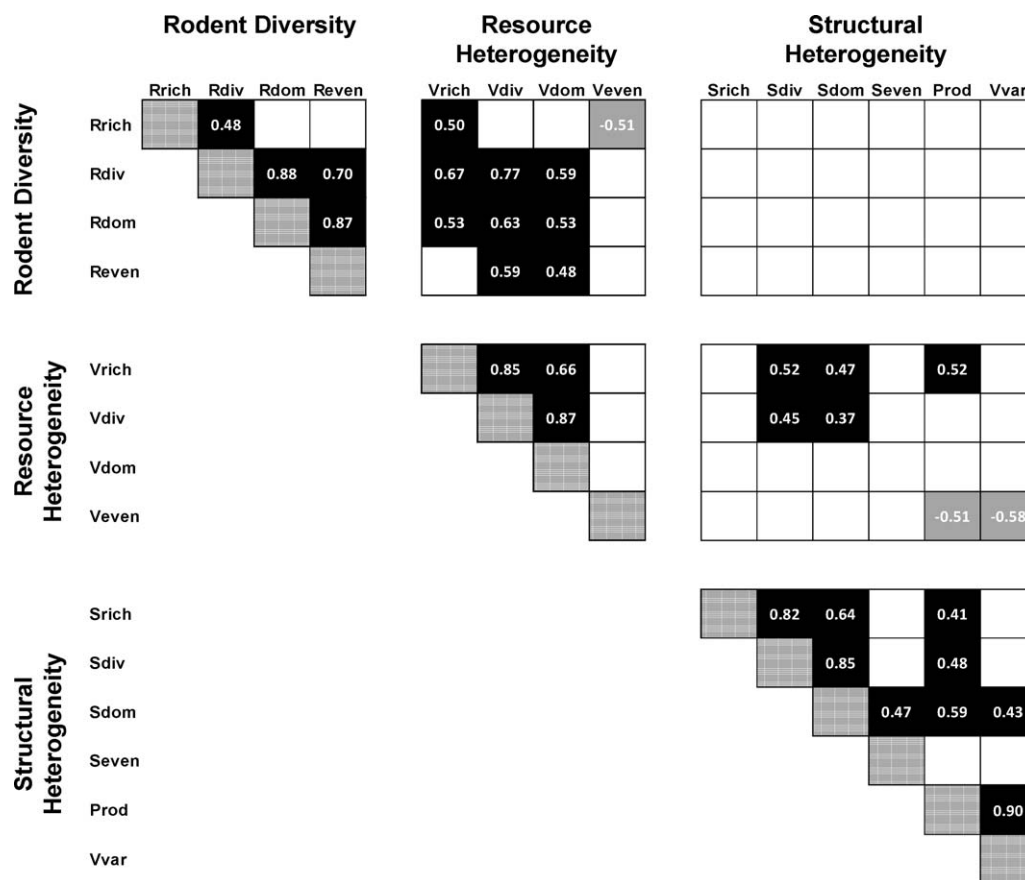 Rodent Diversity
Resource
Heterogeneity
Structural
Heterogeneity
Rrich Rdiv Rdom Reven Vrich Vdiv Vdom Veven Srich Sdiv Sdom Seven Prod Vvar
Rodent Diversity
Rrich 0.48 0.50 -0.51
Rdiv 0.88 0.70 0.67 0.77 0.59
Rdom 0.87 0.53 0.63 0.53
Reven 0.59 0.48
Resource
Heterogeneity
Vrich 0.85 0.66 0.52 0.47 0.52
Vdiv 0.87 0.45 0.37
Vdom
Veven -0.51 -0.58
Structural
Heterogeneity
Srich 0.82 0.64 0.41
Sdiv 0.85 0.48
Sdom 0.47 0.59 0.43
Seven
Prod 0.90
Vvar